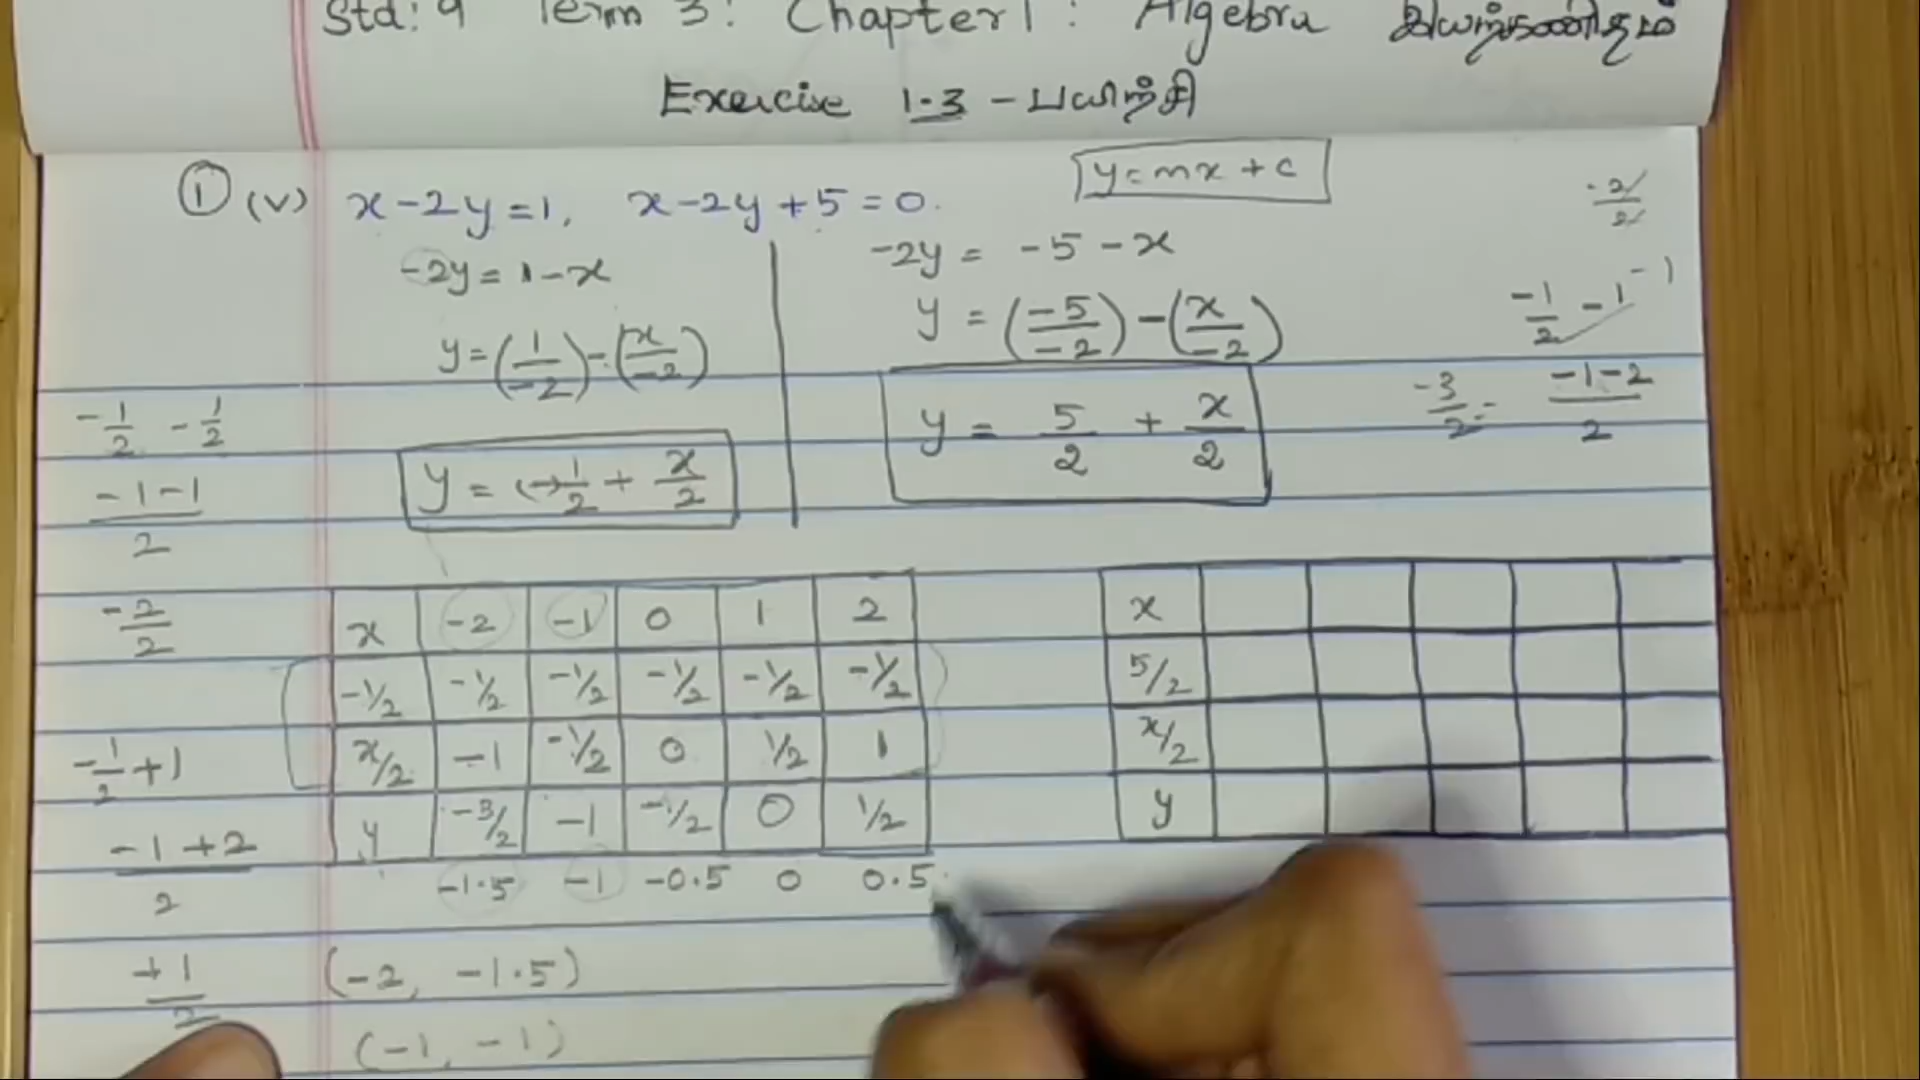 Std: 9 Term 3: Chapter 1 : Algebra இயற்கணிதம்
Exercise 1.3 - பயிற்சி
① (v) x - 2y = 1, x - 2y + 5 = 0.
y = mx + c
-2y = 1 - x
y = (1/-2) - (x/-2)
y = (-)1/2 + x/2
-2y = -5 - x
y = (-5/-2) - (x/-2)
y = 5/2 + x/2
-2/2
-1/2 - 1
-3/2 = (-1-2)/2
-1/2 -1/2
(-1-1)/2
-2/2
-1/2 + 1
(-1+2)/2
+1/2
x -2 -1 0 1 2
-1/2 -1/2 -1/2 -1/2 -1/2 -1/2
x/2 -1 -1/2 0 1/2 1
y -3/2 -1 -1/2 0 1/2
-1.5 -1 -0.5 0 0.5
(-2, -1.5)
(-1, -1)
x
5/2
x/2
y